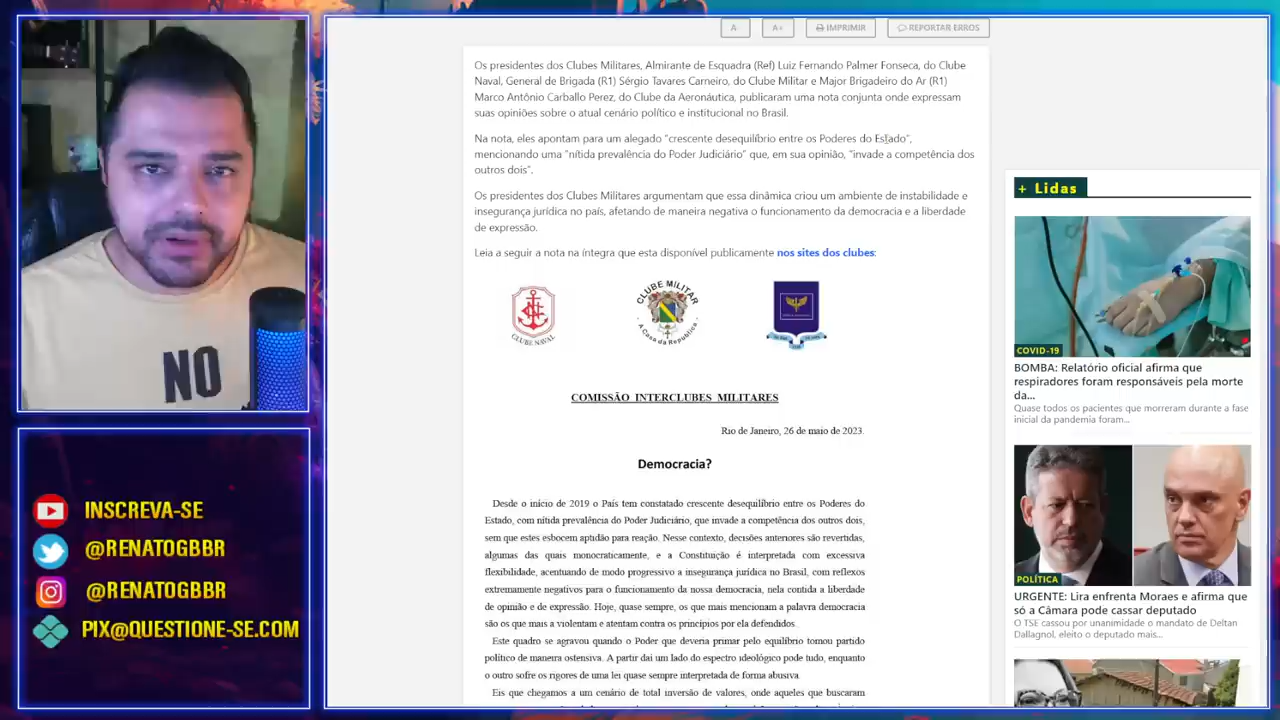 A-
A+
IMPRIMIR
REPORTAR ERROS
Os presidentes dos Clubes Militares, Almirante de Esquadra (Ref) Luiz Fernando Palmer Fonseca, do Clube
Naval, General de Brigada (R1) Sérgio Tavares Carneiro, do Clube Militar e Major Brigadeiro do Ar (R1)
Marco Antônio Carballo Perez, do Clube da Aeronáutica, publicaram uma nota conjunta onde expressam
suas opiniões sobre o atual cenário político e institucional no Brasil.
Na nota, eles apontam para um alegado "crescente desequilíbrio entre os Poderes do Estado",
mencionando uma "nítida prevalência do Poder Judiciário" que, em sua opinião, "invade a competência dos
outros dois".
Os presidentes dos Clubes Militares argumentam que essa dinâmica criou um ambiente de instabilidade e
insegurança jurídica no país, afetando de maneira negativa o funcionamento da democracia e a liberdade
de expressão.
Leia a seguir a nota na íntegra que esta disponível publicamente nos sites dos clubes:
CLUBE NAVAL
CLUBE MILITAR
A Casa da República
COMISSÃO INTERCLUBES MILITARES
Rio de Janeiro, 26 de maio de 2023.
Democracia?
Desde o início de 2019 o País tem constatado crescente desequilíbrio entre os Poderes do
Estado, com nítida prevalência do Poder Judiciário, que invade a competência dos outros dois,
sem que estes esbocem aptidão para reação. Nesse contexto, decisões anteriores são revertidas,
algumas das quais monocraticamente, e a Constituição é interpretada com excessiva
flexibilidade, acentuando de modo progressivo a insegurança jurídica no Brasil, com reflexos
extremamente negativos para o funcionamento da nossa democracia, nela contida a liberdade
de opinião e de expressão. Hoje, quase sempre, os que mais mencionam a palavra democracia
são os que mais a violentam e atentam contra os princípios por ela defendidos.
Este quadro se agravou quando o Poder que deveria primar pelo equilíbrio tomou partido
político de maneira ostensiva. A partir daí um lado do espectro ideológico pode tudo, enquanto
o outro sofre os rigores de uma lei quase sempre interpretada de forma abusiva.
Eis que chegamos a um cenário de total inversão de valores, onde aqueles que buscaram
+ Lidas
COVID-19
BOMBA: Relatório oficial afirma que
respiradores foram responsáveis pela morte
da...
Quase todos os pacientes que morreram durante a fase
inicial da pandemia foram...
POLÍTICA
URGENTE: Lira enfrenta Moraes e afirma que
só a Câmara pode cassar deputado
O TSE cassou por unanimidade o mandato de Deltan
Dallagnol, eleito o deputado mais...
NO
INSCREVA-SE
@RENATOGBBR
@RENATOGBBR
PIX@QUESTIONE-SE.COM